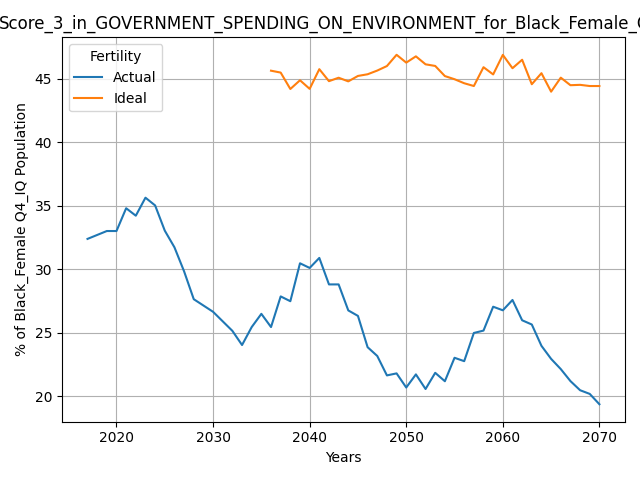 Score_3_in_GOVERNMENT_SPENDING_ON_ENVIRONMENT_for_Black_Female_
Fertility
Actual
Ideal
% of Black_Female Q4_IQ Population
45
40
35
30
25
20
2020 2030 2040 2050 2060 2070
Years